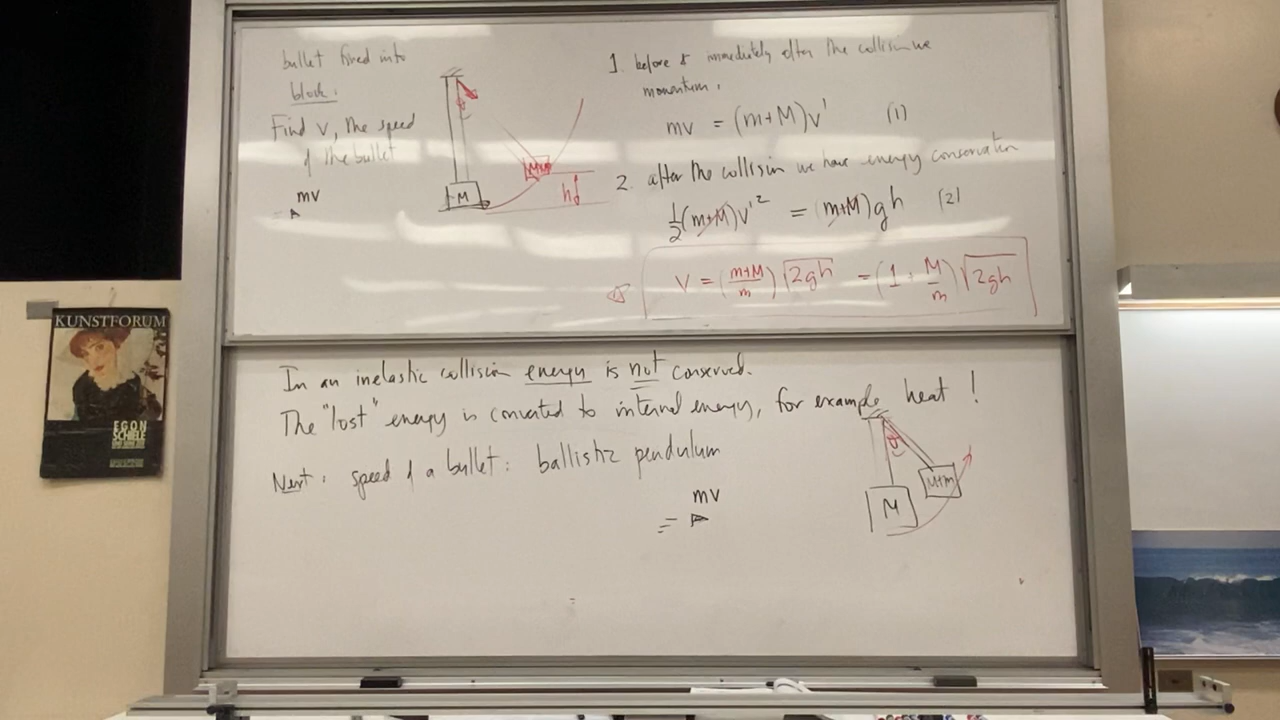 bullet fired into
block:
Find v, the speed
of the bullet
mv
θ
M
M+m
h
1. before & immediately after the collision we
momentum.
mv = (m+M)v' (1)
2. after the collision we have energy conservation
½(m+M)v'² = (m+M)gh (2)
v = (m+M/m)√2gh = (1 + M/m)√2gh
In an inelastic collision energy is not conserved.
The "lost" energy is converted to internal energy, for example heat !
Next: speed of a bullet: ballistic pendulum
mv
θ
M
M+m
KUNSTFORUM
EGON
SCHIELE